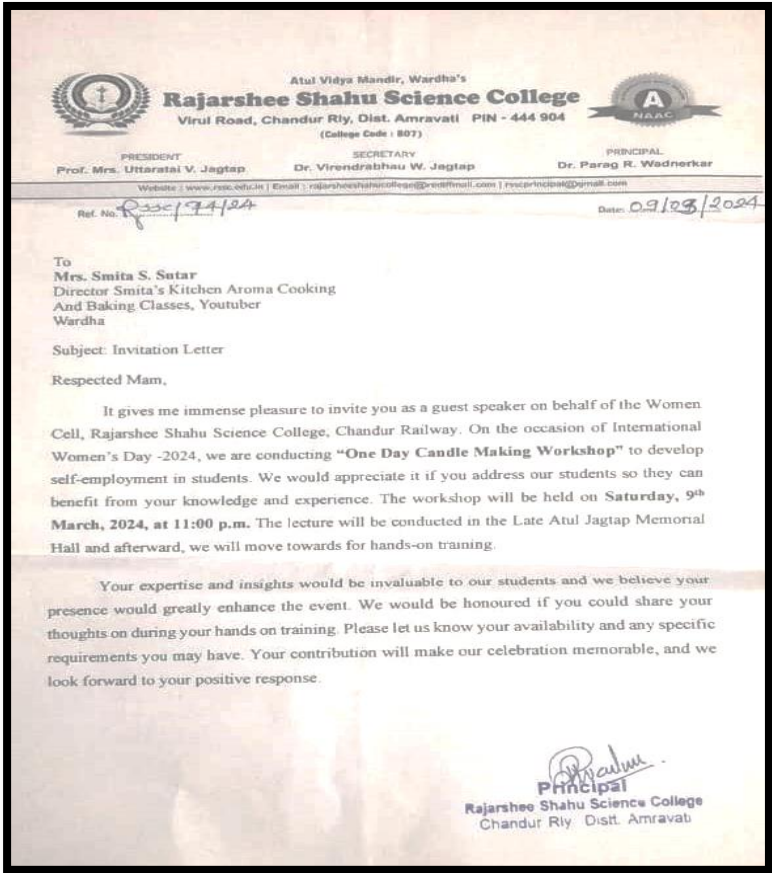 Atul Vidya Mandir, Wardha's
Rajarshee Shahu Science College
Virul Road, Chandur Rly, Dist. Amravati PIN - 444 904
(College Code : 807)
A
NAAC
PRESIDENT
Prof. Mrs. Uttaratai V. Jagtap
SECRETARY
Dr. Virendrabhau W. Jagtap
PRINCIPAL
Dr. Parag R. Wadnerkar
Website : www.rssc.edu.in | Email : rajarsheeshahucollege@rediffmail.com | rsscprincipal@gmail.com
Ref. No. Rssc/94/24
Date: 09/03/2024
To
Mrs. Smita S. Sutar
Director Smita's Kitchen Aroma Cooking
And Baking Classes, Youtuber
Wardha
Subject: Invitation Letter
Respected Mam,
It gives me immense pleasure to invite you as a guest speaker on behalf of the Women
Cell, Rajarshee Shahu Science College, Chandur Railway. On the occasion of International
Women's Day -2024, we are conducting “One Day Candle Making Workshop” to develop
self-employment in students. We would appreciate it if you address our students so they can
benefit from your knowledge and experience. The workshop will be held on Saturday, 9th
March, 2024, at 11:00 p.m. The lecture will be conducted in the Late Atul Jagtap Memorial
Hall and afterward, we will move towards for hands-on training.
Your expertise and insights would be invaluable to our students and we believe your
presence would greatly enhance the event. We would be honoured if you could share your
thoughts on during your hands on training. Please let us know your availability and any specific
requirements you may have. Your contribution will make our celebration memorable, and we
look forward to your positive response.
Principal
Rajarshee Shahu Science College
Chandur Rly. Distt. Amravati